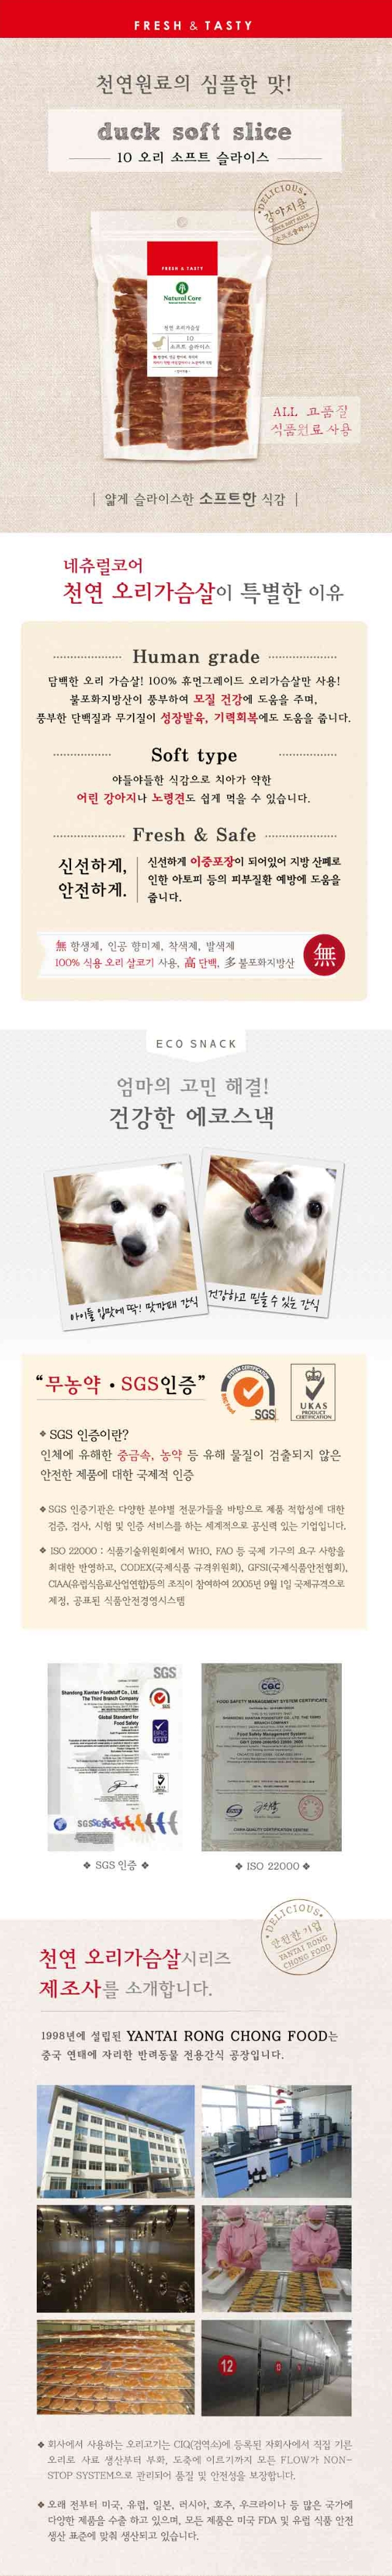 FRESH & TASTY
천연원료의 심플한 맛!
duck soft slice
10 오리 소프트 슬라이스
DELICIOUS
강아지용
FRESH & TASTY
Natural Core
천연 오리가슴살
10
소프트 슬라이스
ALL 고품질
식품원료 사용
| 얇게 슬라이스한 소프트한 식감 |
네츄럴코어
천연 오리가슴살이 특별한 이유
Human grade
담백한 오리 가슴살! 100% 휴먼그레이드 오리가슴살만 사용!
불포화지방산이 풍부하여 모질 건강에 도움을 주며,
풍부한 단백질과 무기질이 성장발육, 기력회복에도 도움을 줍니다.
Soft type
야들야들한 식감으로 치아가 약한
어린 강아지나 노령견도 쉽게 먹을 수 있습니다.
Fresh & Safe
신선하게,
안전하게.
신선하게 이중포장이 되어있어 지방 산폐로
인한 아토피 등의 피부질환 예방에 도움을
줍니다.
無 항생제, 인공 향미제, 착색제, 발색제
100% 식용 오리 살코기 사용, 高 단백, 多 불포화지방산
無
ECO SNACK
엄마의 고민 해결!
건강한 에코스낵
아이들 입맛에 딱! 맛깡패 간식
건강하고 믿을 수 있는 간식
“무농약 · SGS인증”
SGS
UKAS
PRODUCT
CERTIFICATION
❖ SGS 인증이란?
인체에 유해한 중금속, 농약 등 유해 물질이 검출되지 않은
안전한 제품에 대한 국제적 인증
❖ SGS 인증기관은 다양한 분야별 전문가들을 바탕으로 제품 적합성에 대한
검증, 검사, 시험 및 인증 서비스를 하는 세계적으로 공신력 있는 기업입니다.
❖ ISO 22000 : 식품기술위원회에서 WHO, FAO 등 국제 기구의 요구 사항을
최대한 반영하고, CODEX(국제식품 규격위원회), GFSI(국제식품안전협회),
CIAA(유럽식음료산업연합)등의 조직이 참여하여 2005년 9월 1일 국제규격으로
제정, 공표된 식품안전경영시스템
SGS
The Third Branch Company
Global Standard for
Food Safety
CQC
FOOD SAFETY MANAGEMENT SYSTEM CERTIFICATE
CHINA QUALITY CERTIFICATION CENTRE
❖ SGS 인증 ❖
❖ ISO 22000 ❖
DELICIOUS
안전한 기업
YANTAI RONG
CHONG FOOD
천연 오리가슴살시리즈
제조사를 소개합니다.
1998년에 설립된 YANTAI RONG CHONG FOOD는
중국 연태에 자리한 반려동물 전용간식 공장입니다.
12
❖ 회사에서 사용하는 오리고기는 CIQ(검역소)에 등록된 자회사에서 직접 기른
오리로 사료 생산부터 부화, 도축에 이르기까지 모든 FLOW가 NON-
STOP SYSTEM으로 관리되어 품질 및 안전성을 보장합니다.
❖ 오래 전부터 미국, 유럽, 일본, 러시아, 호주, 우크라이나 등 많은 국가에
다양한 제품을 수출 하고 있으며, 모든 제품은 미국 FDA 및 유럽 식품 안전
생산 표준에 맞춰 생산되고 있습니다.